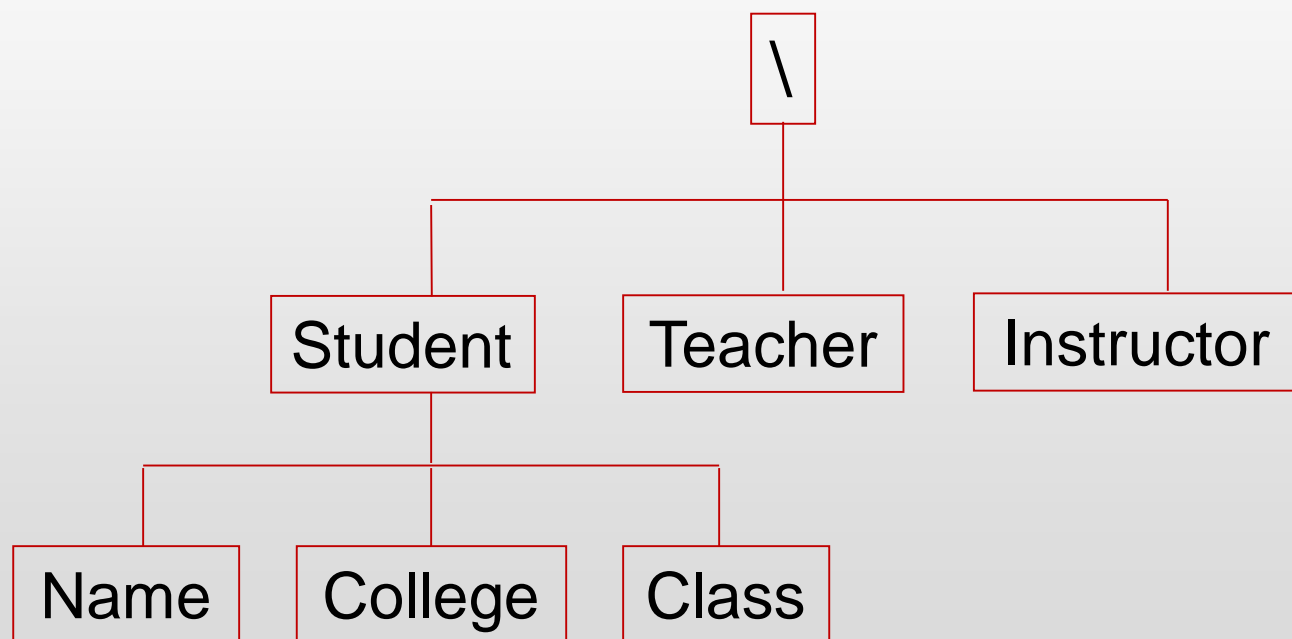 \
Student
Teacher
Instructor
Name
College
Class